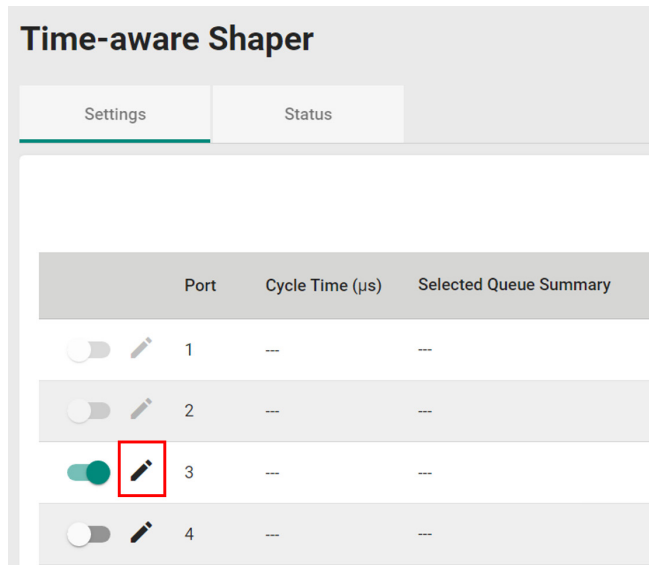 Time-aware Shaper
Settings Status
Port Cycle Time (μs) Selected Queue Summary
1 --- ---
2 --- ---
3 --- ---
4 --- ---